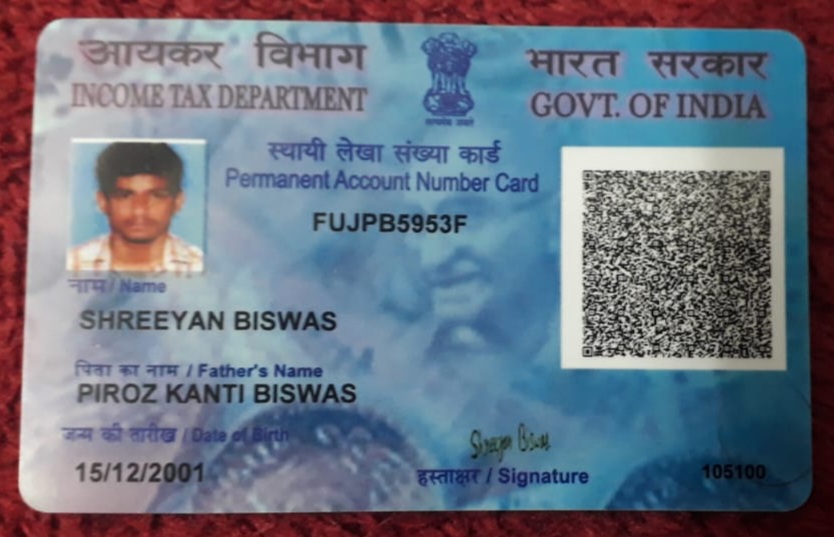 आयकर विभाग
INCOME TAX DEPARTMENT
भारत सरकार
GOVT. OF INDIA
सत्यमेव जयते
स्थायी लेखा संख्या कार्ड
Permanent Account Number Card
FUJPB5953F
नाम / Name
SHREEYAN BISWAS
पिता का नाम / Father's Name
PIROZ KANTI BISWAS
जन्म की तारीख / Date of Birth
15/12/2001
Shreeyan Biswas
हस्ताक्षर / Signature
105100